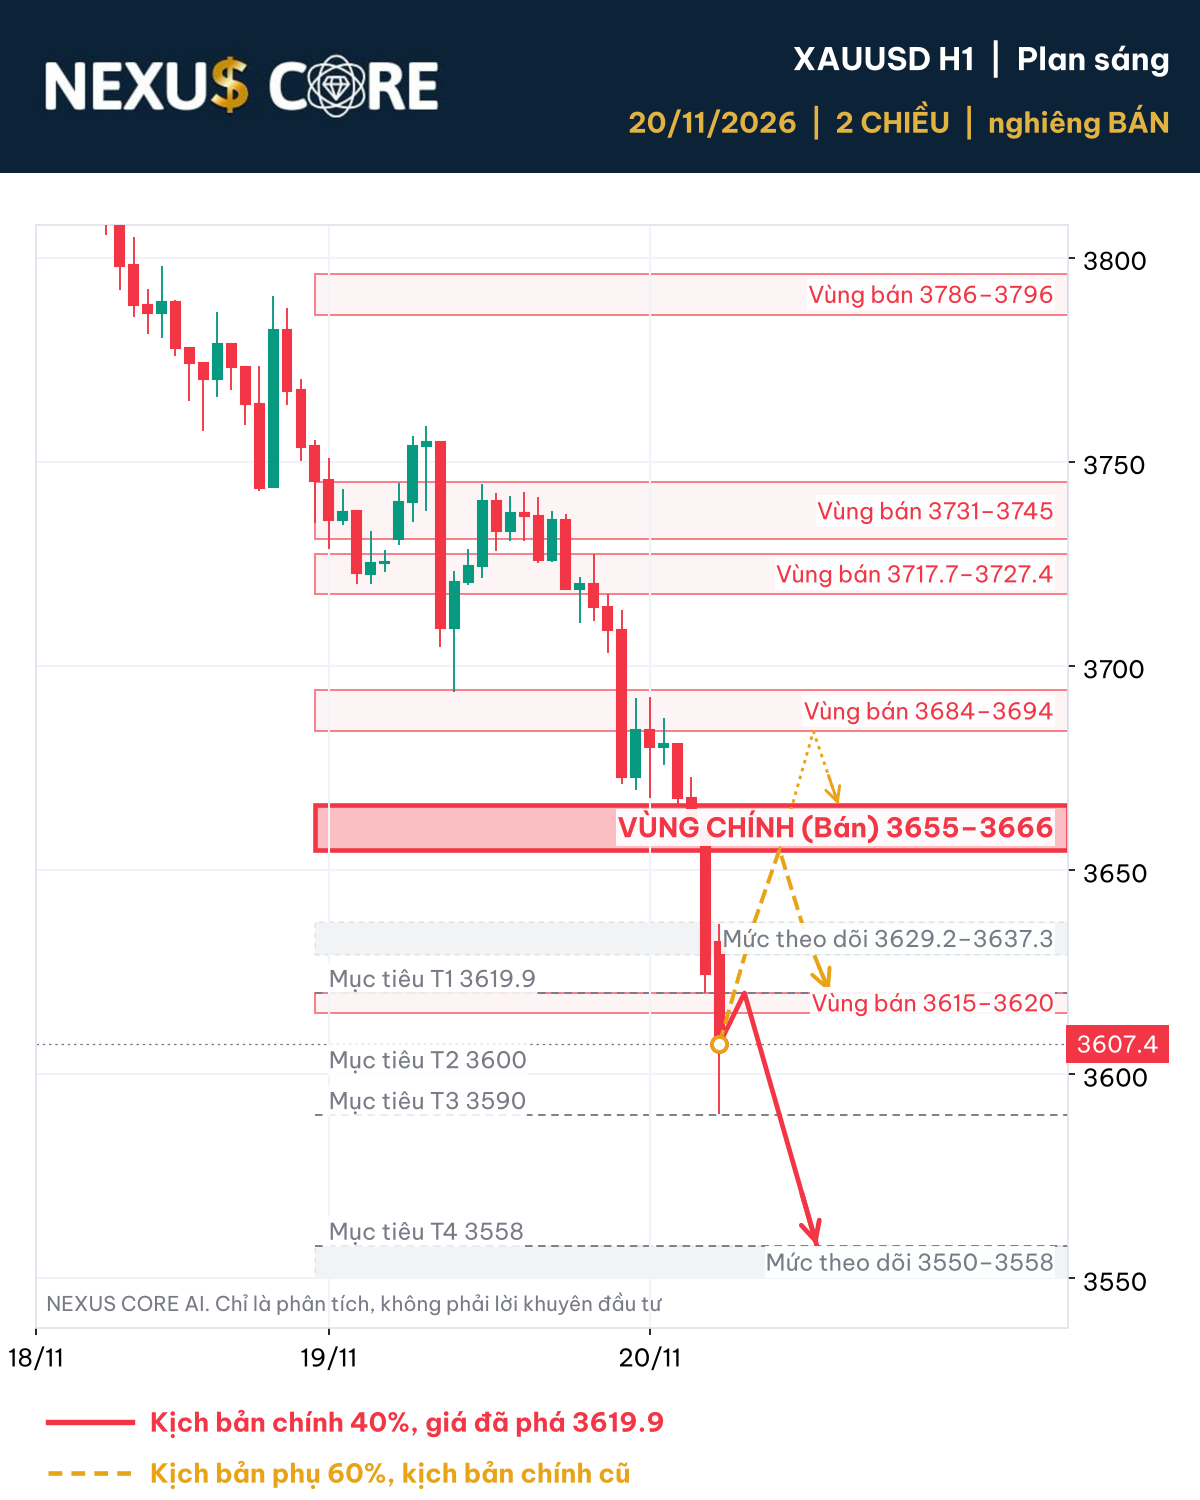 NEXU$ CORE
XAUUSD H1 | Plan sáng
20/11/2026 | 2 CHIỀU | nghiêng BÁN
3800
Vùng bán 3786–3796
3750
Vùng bán 3731–3745
Vùng bán 3717.7–3727.4
3700
Vùng bán 3684–3694
VÙNG CHÍNH (Bán) 3655–3666
3650
Mức theo dõi 3629.2–3637.3
Mục tiêu T1 3619.9
Vùng bán 3615–3620
3607.4
Mục tiêu T2 3600
3600
Mục tiêu T3 3590
Mục tiêu T4 3558
Mức theo dõi 3550–3558
3550
NEXUS CORE AI. Chỉ là phân tích, không phải lời khuyên đầu tư
18/11 19/11 20/11
Kịch bản chính 40%, giá đã phá 3619.9
Kịch bản phụ 60%, kịch bản chính cũ